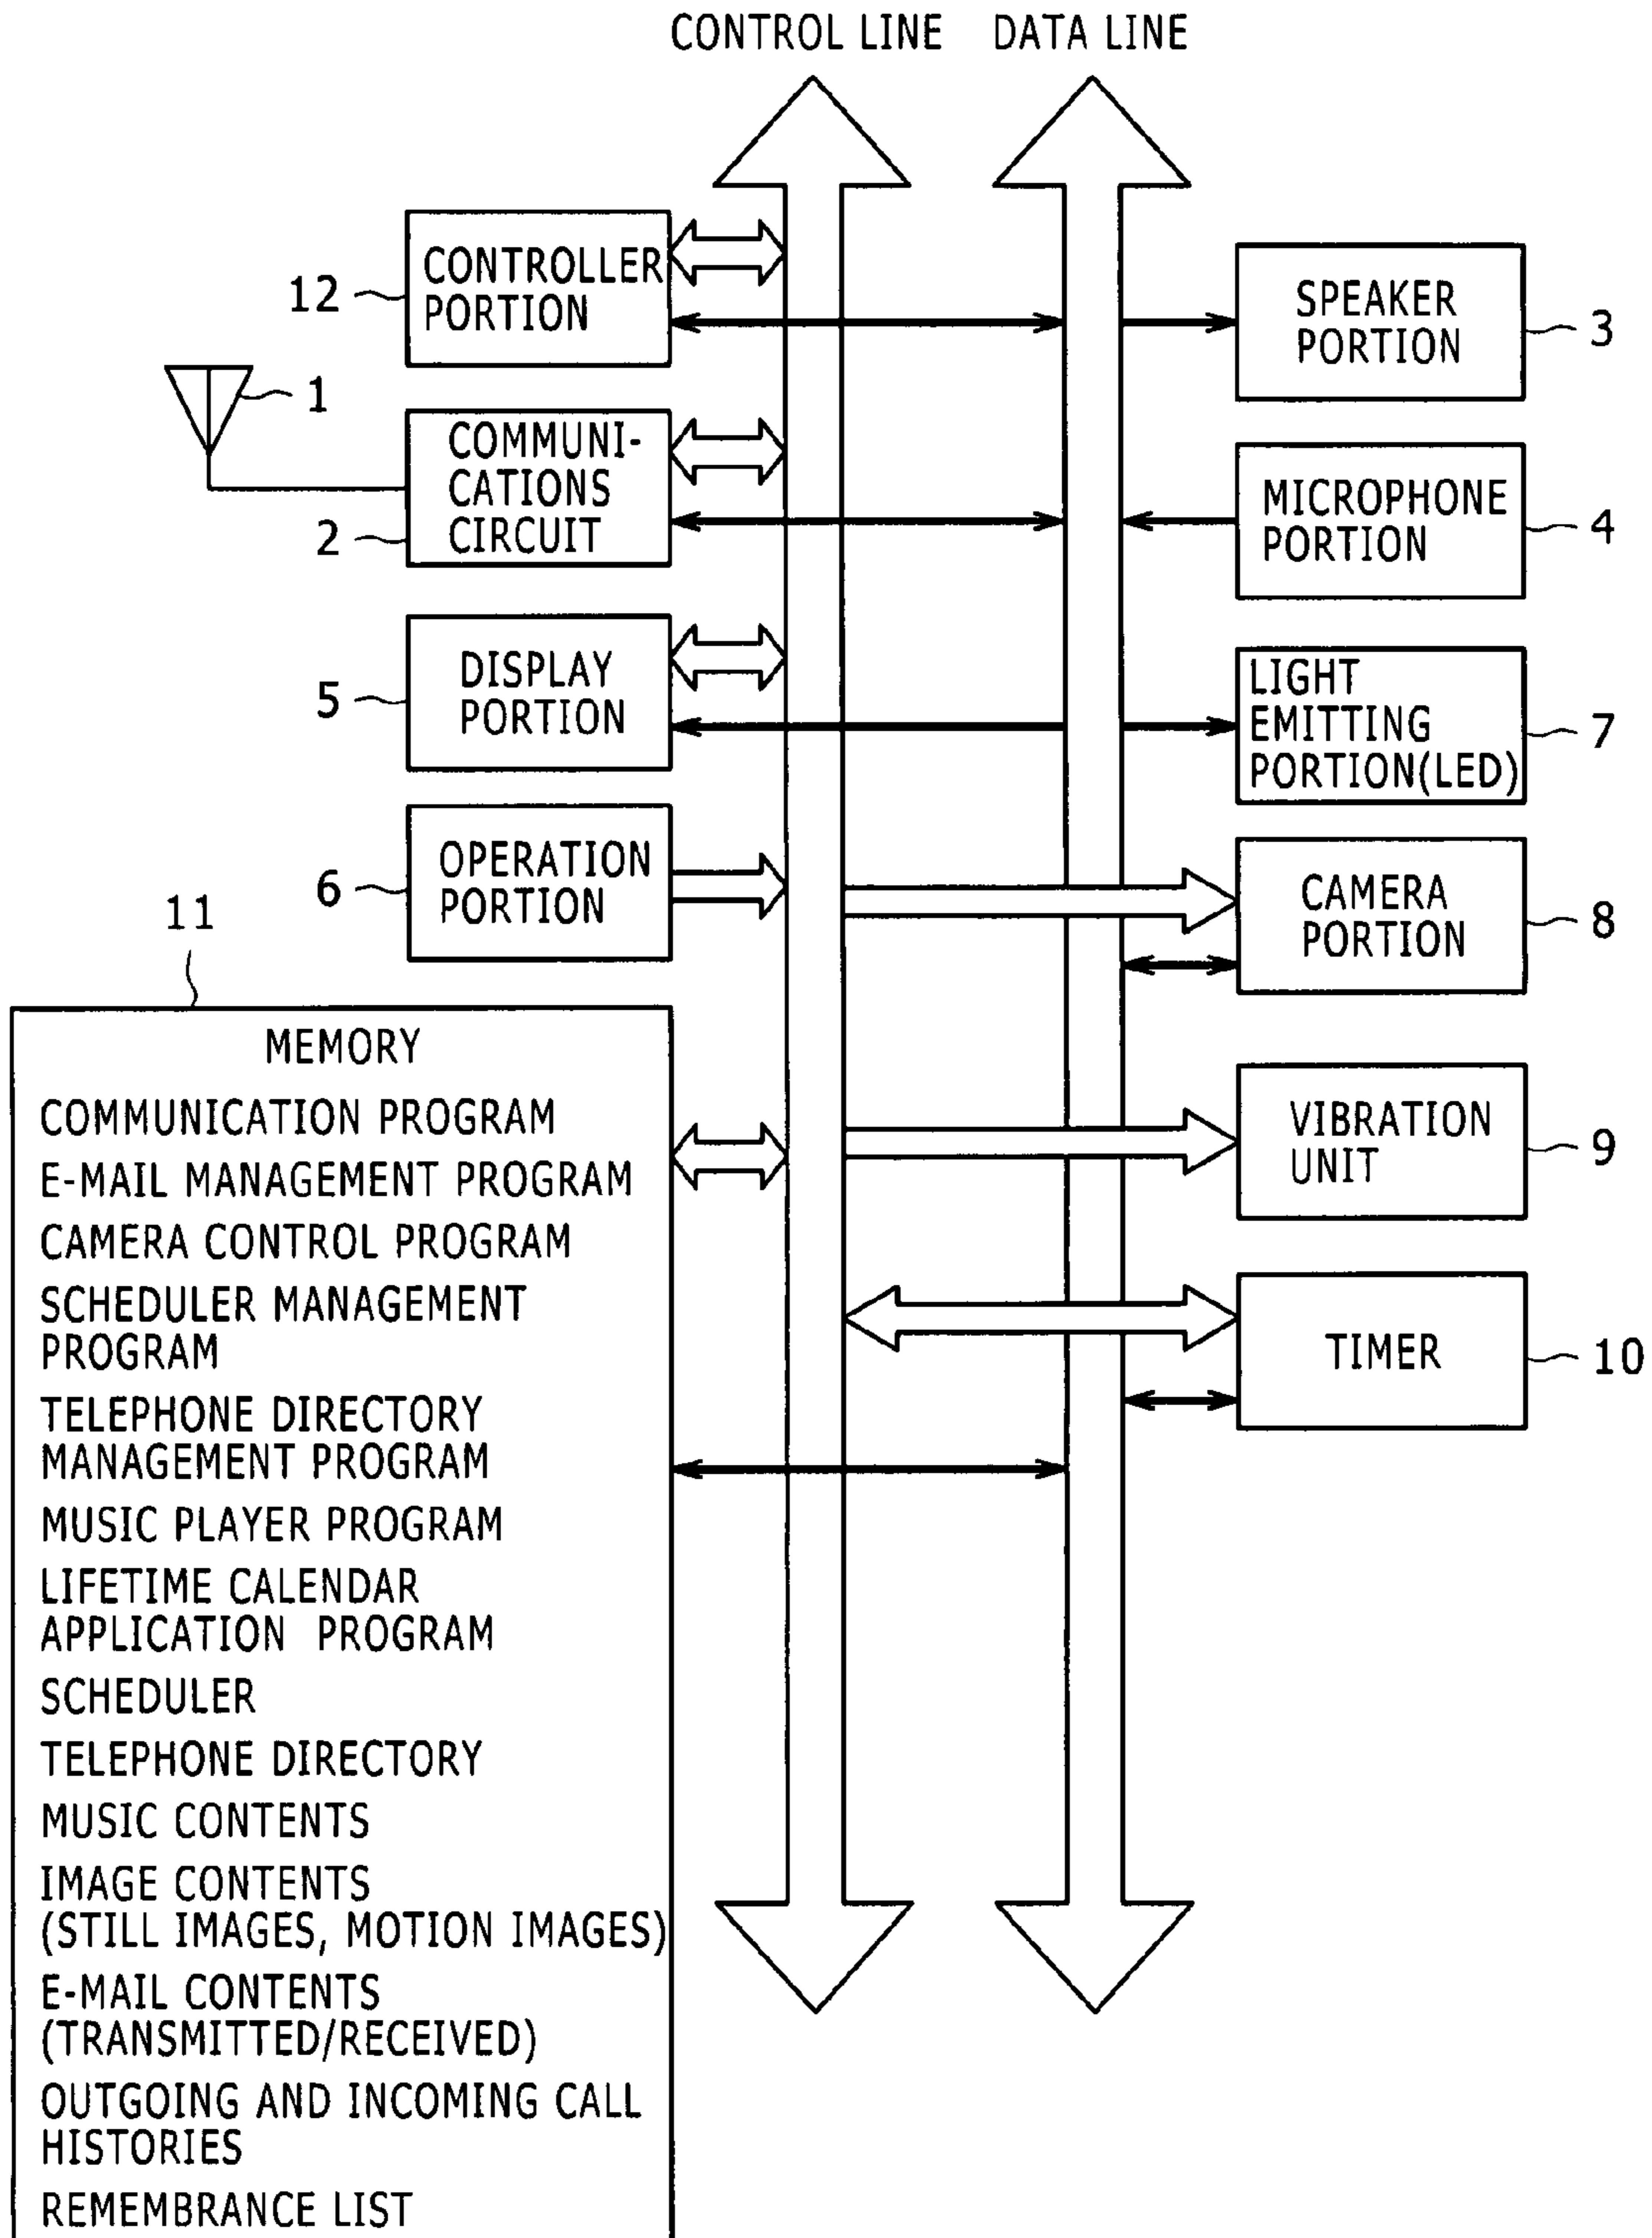 CONTROL LINE
DATA LINE
CONTROLLER
PORTION
12
1
COMMUNI-
CATIONS
CIRCUIT
2
DISPLAY
PORTION
5
OPERATION
PORTION
6
SPEAKER
PORTION
3
MICROPHONE
PORTION
4
LIGHT
EMITTING
PORTION(LED)
7
CAMERA
PORTION
8
VIBRATION
UNIT
9
TIMER
10
11
MEMORY
COMMUNICATION PROGRAM
E-MAIL MANAGEMENT PROGRAM
CAMERA CONTROL PROGRAM
SCHEDULER MANAGEMENT
PROGRAM
TELEPHONE DIRECTORY
MANAGEMENT PROGRAM
MUSIC PLAYER PROGRAM
LIFETIME CALENDAR
APPLICATION PROGRAM
SCHEDULER
TELEPHONE DIRECTORY
MUSIC CONTENTS
IMAGE CONTENTS
(STILL IMAGES, MOTION IMAGES)
E-MAIL CONTENTS
(TRANSMITTED/RECEIVED)
OUTGOING AND INCOMING CALL
HISTORIES
REMEMBRANCE LIST